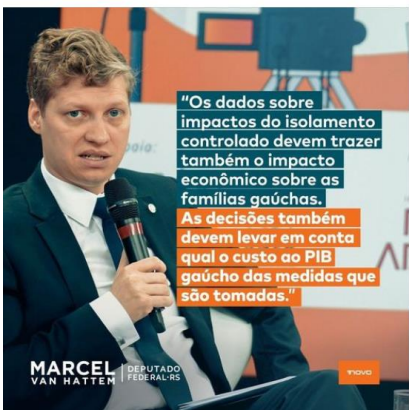 "Os dados sobre
impactos do isolamento
controlado devem trazer
também o impacto
econômico sobre as
famílias gaúchas.
As decisões também
devem levar em conta
qual o custo ao PIB
gaúcho das medidas que
são tomadas."
MARCEL
VAN HATTEM
DEPUTADO
FEDERAL-RS
NOVO